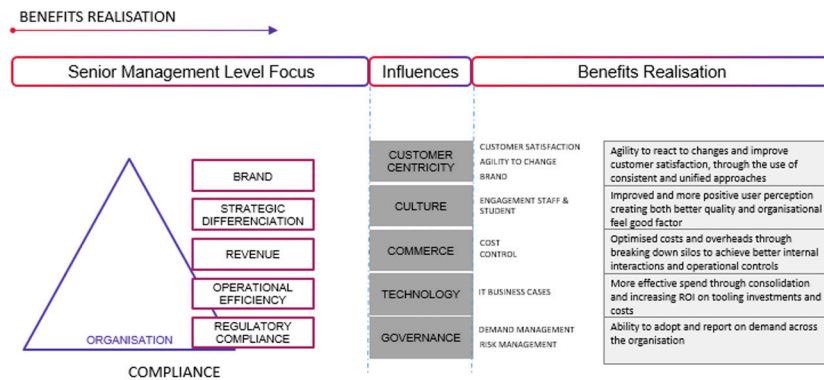 BENEFITS REALISATION
Senior Management Level Focus
Influences
Benefits Realisation
BRAND
STRATEGIC
DIFFERENCIATION
REVENUE
OPERATIONAL
EFFICIENCY
REGULATORY
COMPLIANCE
ORGANISATION
COMPLIANCE
CUSTOMER
CENTRICITY
CUSTOMER SATISFACTION
AGILITY TO CHANGE
BRAND
Agility to react to changes and improve
customer satisfaction, through the use of
consistent and unified approaches
CULTURE
ENGAGEMENT STAFF &
STUDENT
Improved and more positive user perception
creating both better quality and organisational
feel good factor
COMMERCE
COST
CONTROL
Optimised costs and overheads through
breaking down silos to achieve better internal
interactions and operational controls
TECHNOLOGY
IT BUSINESS CASES
More effective spend through consolidation
and increasing ROI on tooling investments and
costs
GOVERNANCE
DEMAND MANAGEMENT
RISK MANAGEMENT
Ability to adopt and report on demand across
the organisation